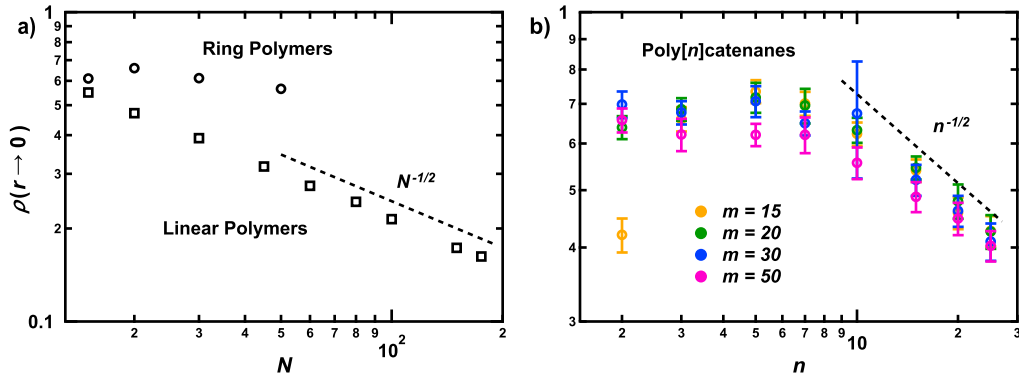 a)
ρ(r → 0)
1
9
8
7
6
5
4
3
2
0.1
Ring Polymers
Linear Polymers
N^-1/2
2 3 4 5 6 7 8 9 10^2 2
N
b)
9
8
7
6
5
4
3
Poly[n]catenanes
n^-1/2
m = 15
m = 20
m = 30
m = 50
2 3 4 5 6 7 8 9 10 2 3
n